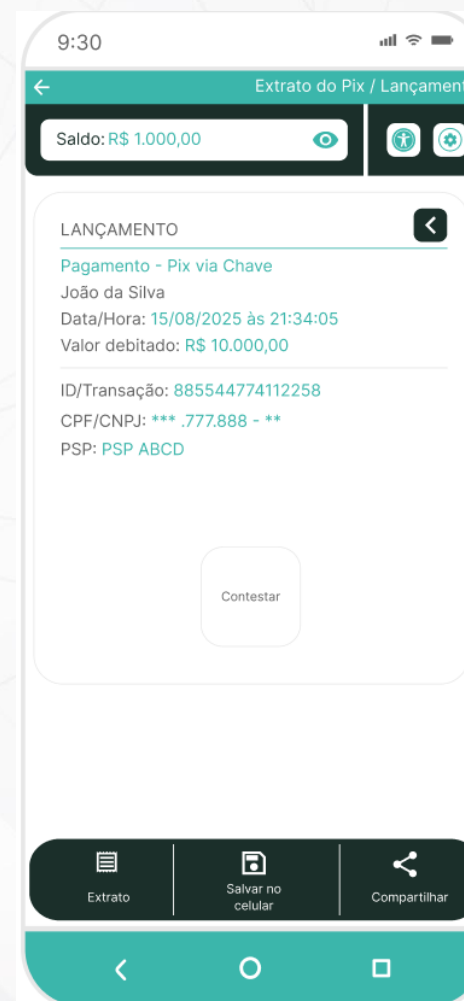 9:30
Extrato do Pix / Lançament
Saldo: R$ 1.000,00
LANÇAMENTO
Pagamento - Pix via Chave
João da Silva
Data/Hora: 15/08/2025 às 21:34:05
Valor debitado: R$ 10.000,00
ID/Transação: 885544774112258
CPF/CNPJ: *** .777.888 - **
PSP: PSP ABCD
Contestar
Extrato
Salvar no
celular
Compartilhar